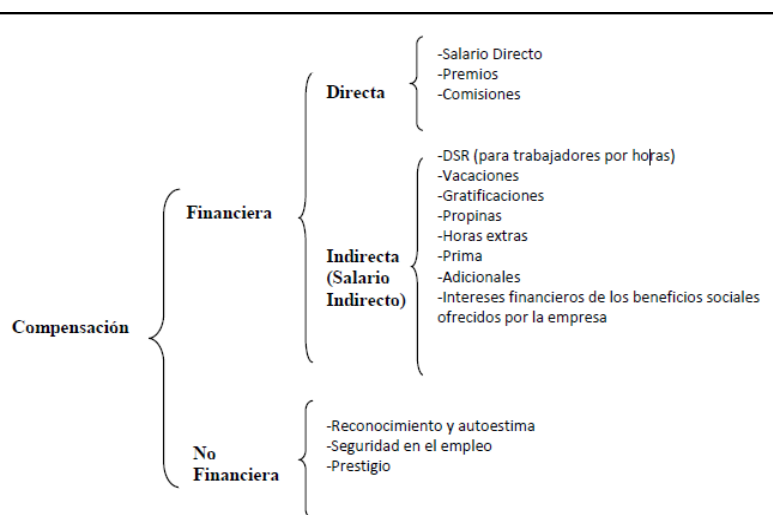 Compensación
Financiera
Directa
-Salario Directo
-Premios
-Comisiones
Indirecta
(Salario
Indirecto)
-DSR (para trabajadores por horas)
-Vacaciones
-Gratificaciones
-Propinas
-Horas extras
-Prima
-Adicionales
-Intereses financieros de los beneficios sociales
ofrecidos por la empresa
No
Financiera
-Reconocimiento y autoestima
-Seguridad en el empleo
-Prestigio